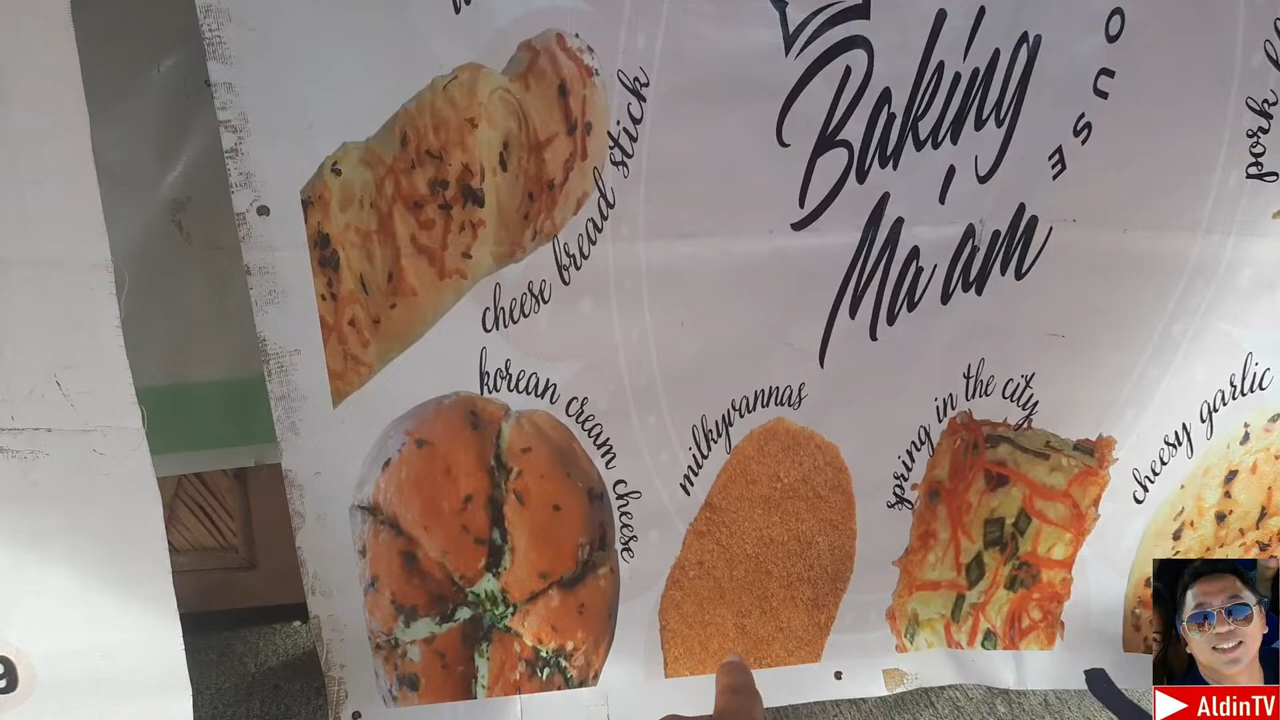 Baking
Ma'am
OUSE
cheese bread stick
korean cream cheese
milkyvannas
spring in the city
cheesy garlic
pork
9
AldinTV